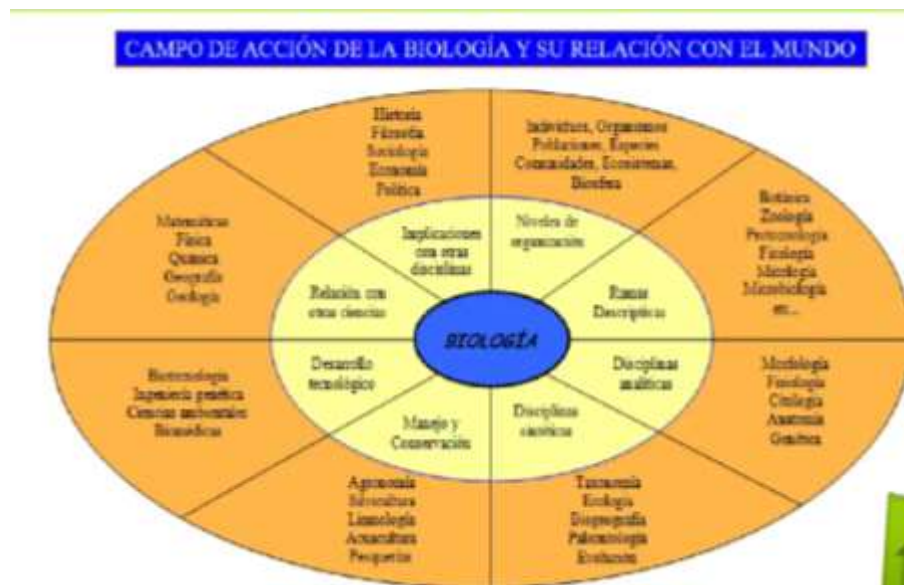 CAMPO DE ACCIÓN DE LA BIOLOGÍA Y SU RELACIÓN CON EL MUNDO
Historia
Filosofía
Sociología
Economía
Política
Individuos, Organismos
Poblaciones, Especies
Comunidades, Ecosistemas,
Biosfera
Matemáticas
Física
Química
Geografía
Geología
Implicaciones
con otras
disciplinas
Niveles de
organización
Botánica
Zoología
Protozoología
Ficología
Micología
Microbiología
etc...
Relación con
otras ciencias
Ramas
Descriptivas
BIOLOGÍA
Desarrollo
tecnológico
Disciplinas
analíticas
Biotecnología
Ingeniería genética
Ciencias ambientales
Biomédicas
Manejo y
Conservación
Disciplinas
sintéticas
Morfología
Fisiología
Citología
Anatomía
Genética
Agronomía
Silvicultura
Limnología
Acuacultura
Pesquerías
Taxonomía
Ecología
Biogeografía
Paleontología
Evolución